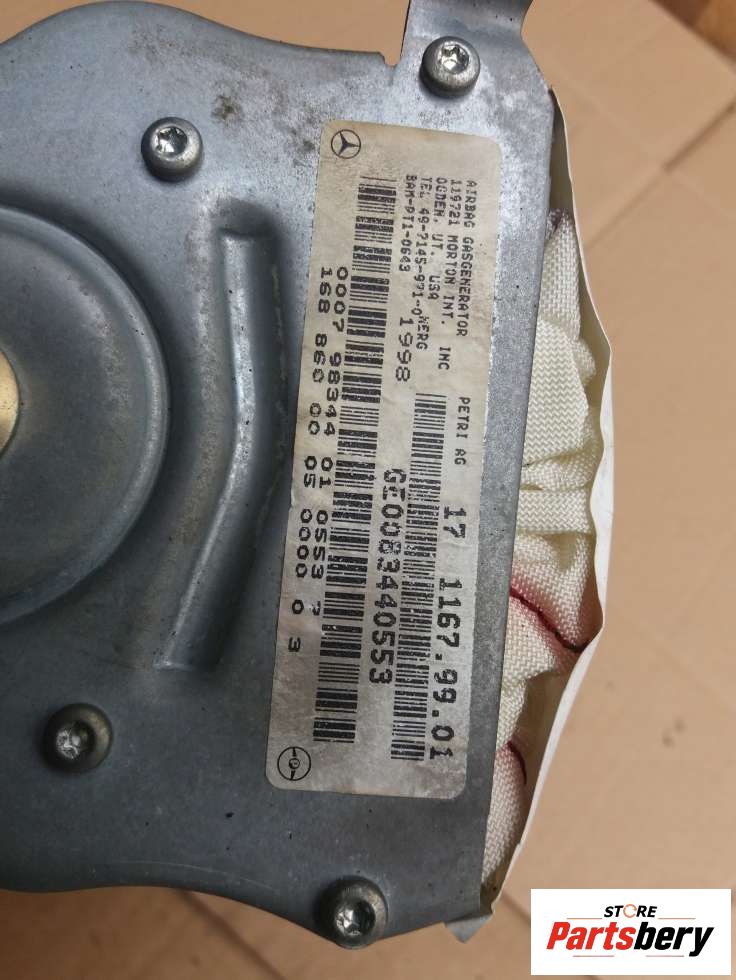 AIRBAG GASGENERATOR
119721 MORTON INT. INC
OGDEN, UT. USA
TEL 49-7145-971-0
BAM-PT1-0643
WERG
1998
PETRI AG
17 1167.99.01
GE0083440553
0007 98344 01 0553 7
168 860 00 05 0000 0 3
STORE
Partsbery